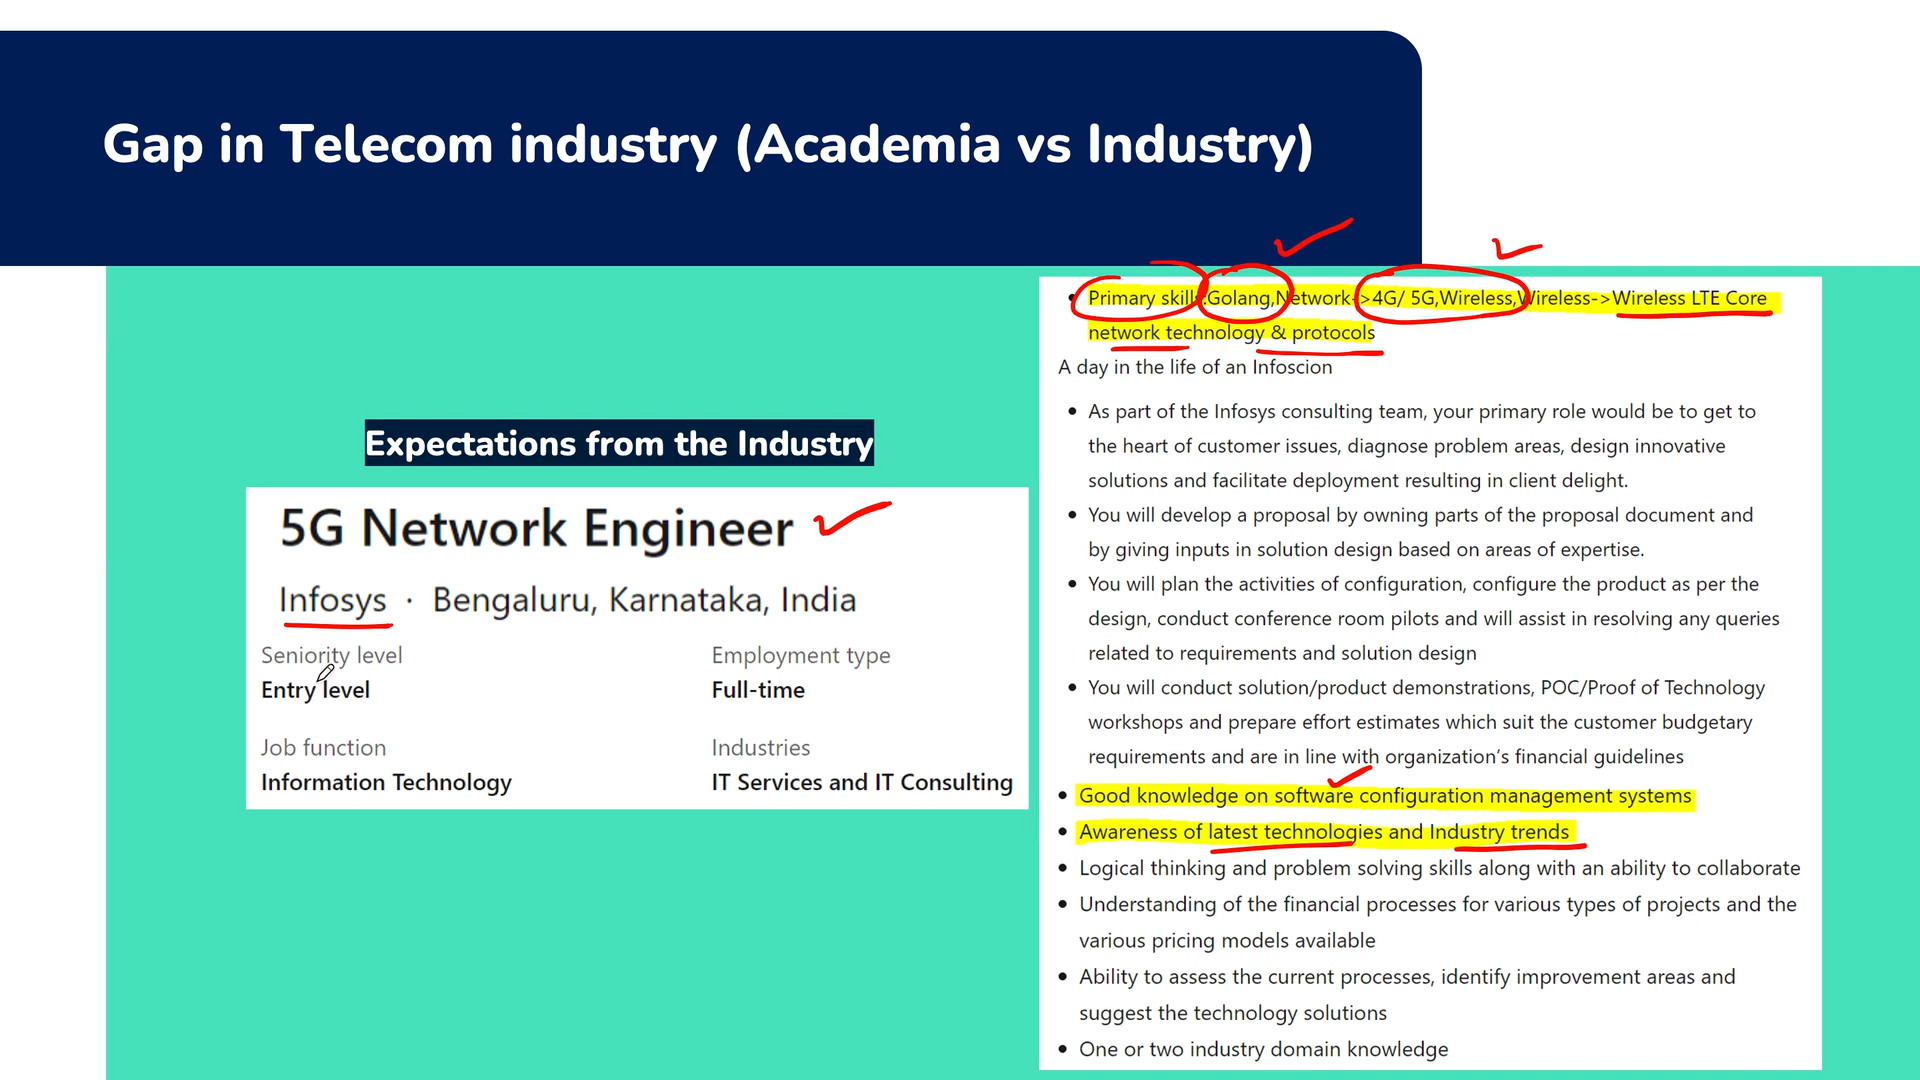 Gap in Telecom industry (Academia vs Industry)
Expectations from the Industry
5G Network Engineer
Infosys · Bengaluru, Karnataka, India
Seniority level
Entry level
Employment type
Full-time
Job function
Information Technology
Industries
IT Services and IT Consulting
• Primary skills:Golang,Network->4G/ 5G,Wireless,Wireless->Wireless LTE Core
network technology & protocols
A day in the life of an Infoscion
• As part of the Infosys consulting team, your primary role would be to get to
the heart of customer issues, diagnose problem areas, design innovative
solutions and facilitate deployment resulting in client delight.
• You will develop a proposal by owning parts of the proposal document and
by giving inputs in solution design based on areas of expertise.
• You will plan the activities of configuration, configure the product as per the
design, conduct conference room pilots and will assist in resolving any queries
related to requirements and solution design
• You will conduct solution/product demonstrations, POC/Proof of Technology
workshops and prepare effort estimates which suit the customer budgetary
requirements and are in line with organization's financial guidelines
• Good knowledge on software configuration management systems
• Awareness of latest technologies and Industry trends
• Logical thinking and problem solving skills along with an ability to collaborate
• Understanding of the financial processes for various types of projects and the
various pricing models available
• Ability to assess the current processes, identify improvement areas and
suggest the technology solutions
• One or two industry domain knowledge